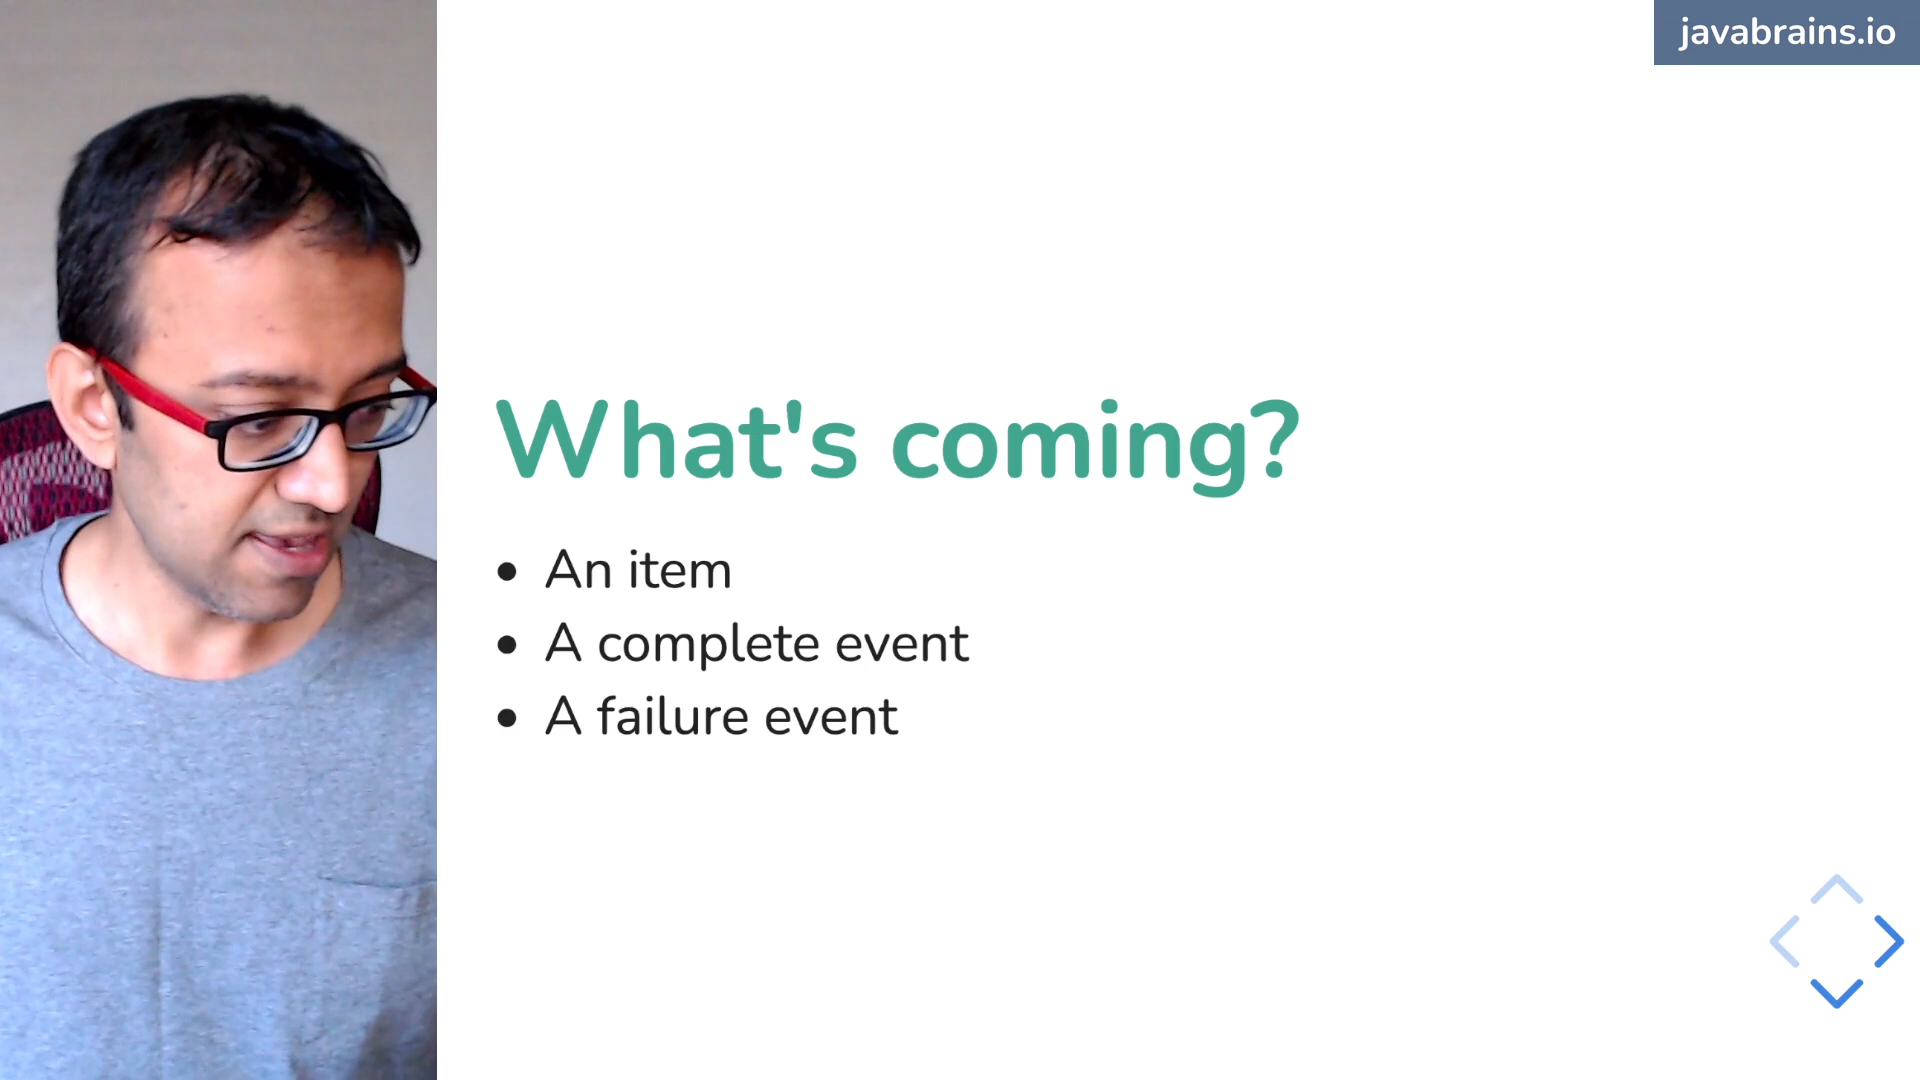 javabrains.io
What's coming?
An item
A complete event
A failure event